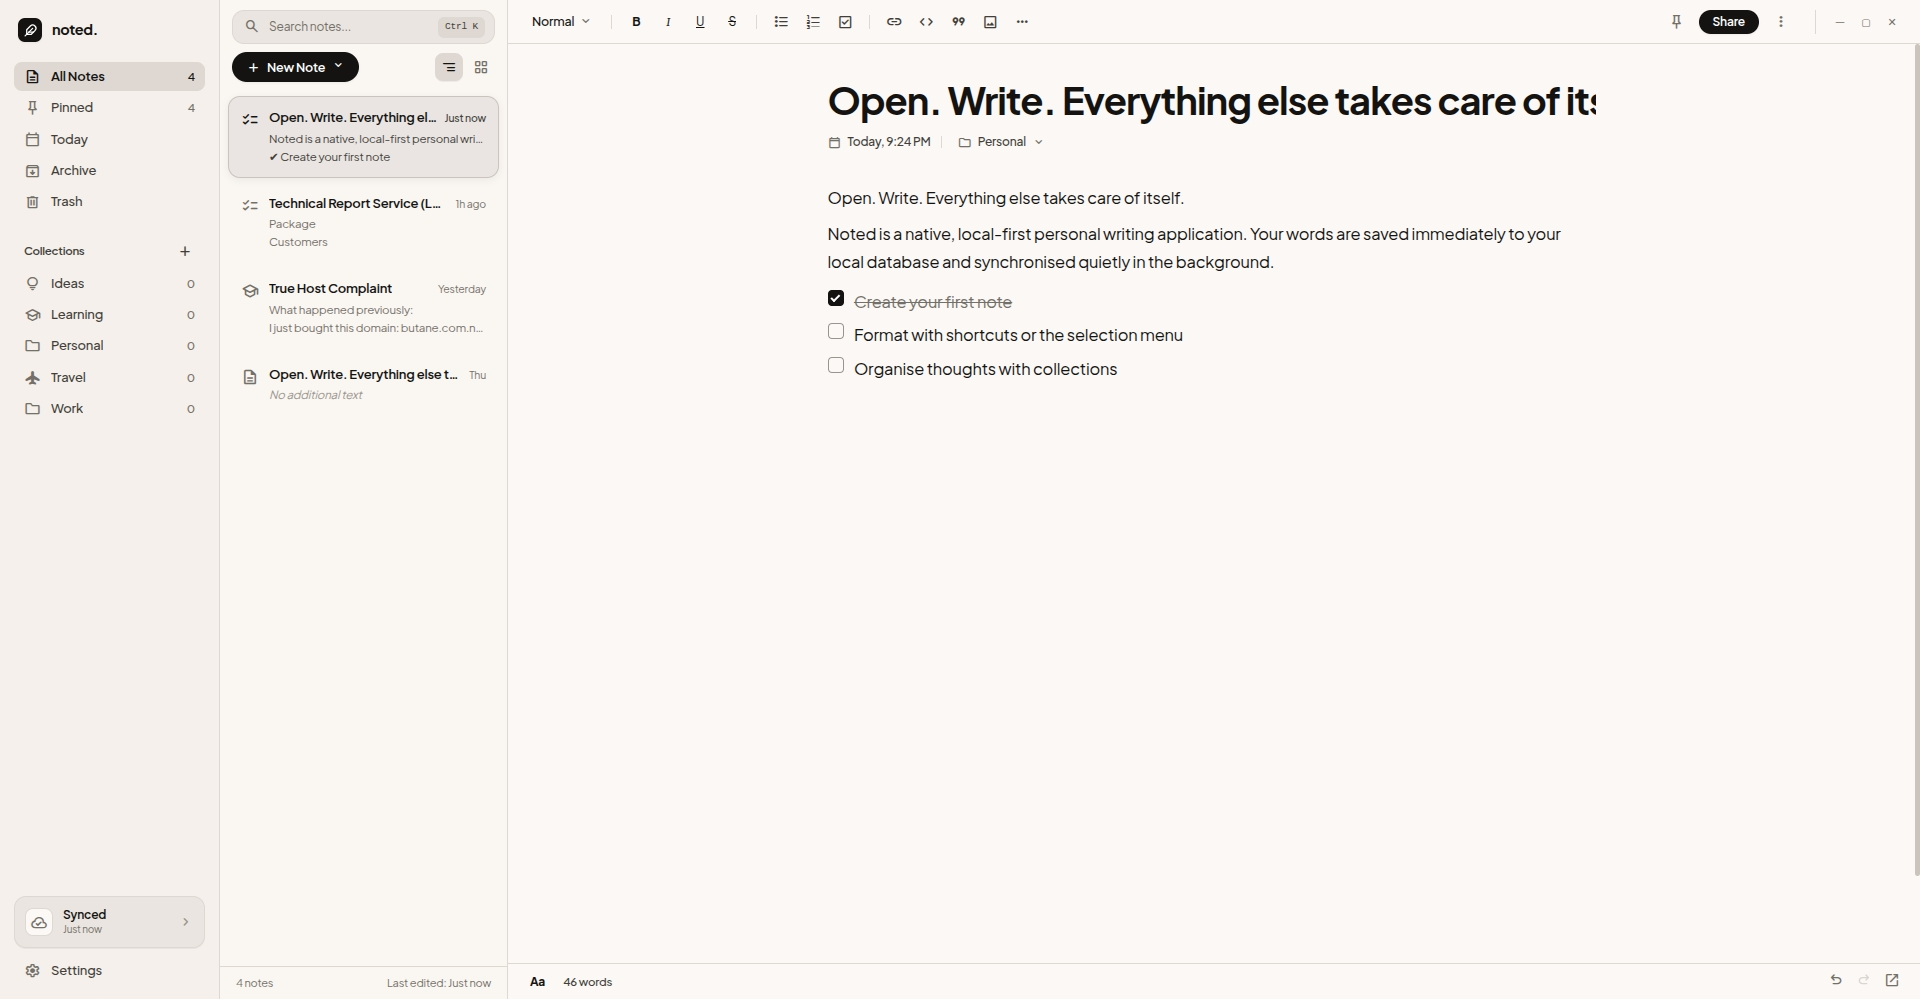 noted.
All Notes 4
Pinned 4
Today
Archive
Trash
Collections +
Ideas 0
Learning 0
Personal 0
Travel 0
Work 0
Synced
Just now
Settings
Search notes... Ctrl K
+ New Note
Open. Write. Everything el... Just now
Noted is a native, local-first personal wri...
✔ Create your first note
Technical Report Service (L... 1h ago
Package
Customers
True Host Complaint Yesterday
What happened previously:
I just bought this domain: butane.com.n...
Open. Write. Everything else t... Thu
No additional text
4 notes Last edited: Just now
Normal B I U S Share
Open. Write. Everything else takes care of its
Today, 9:24 PM Personal
Open. Write. Everything else takes care of itself.
Noted is a native, local-first personal writing application. Your words are saved immediately to your
local database and synchronised quietly in the background.
Create your first note
Format with shortcuts or the selection menu
Organise thoughts with collections
Aa 46 words